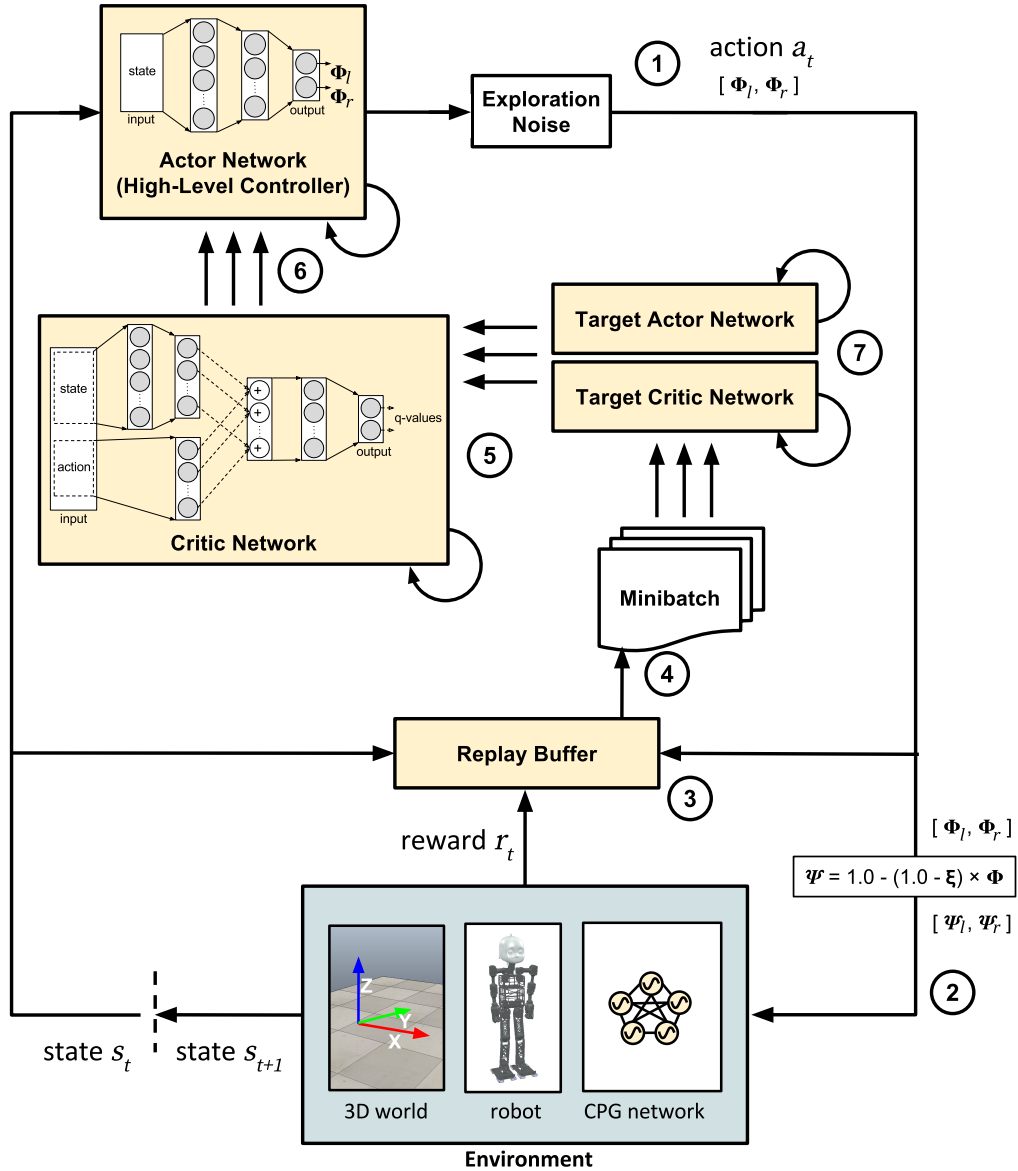 state
input
Φl
Φr
output
Actor Network
(High-Level Controller)
Exploration
Noise
1
action at
[ Φl, Φr ]
6
Target Actor Network
7
Target Critic Network
state
action
input
+
+
+
q-values
output
5
Critic Network
Minibatch
4
Replay Buffer
3
reward rt
[ Φl, Φr ]
Ψ = 1.0 - (1.0 - ξ) × Φ
[ Ψl, Ψr ]
2
Z
Y
X
state st
state st+1
3D world
robot
CPG network
Environment